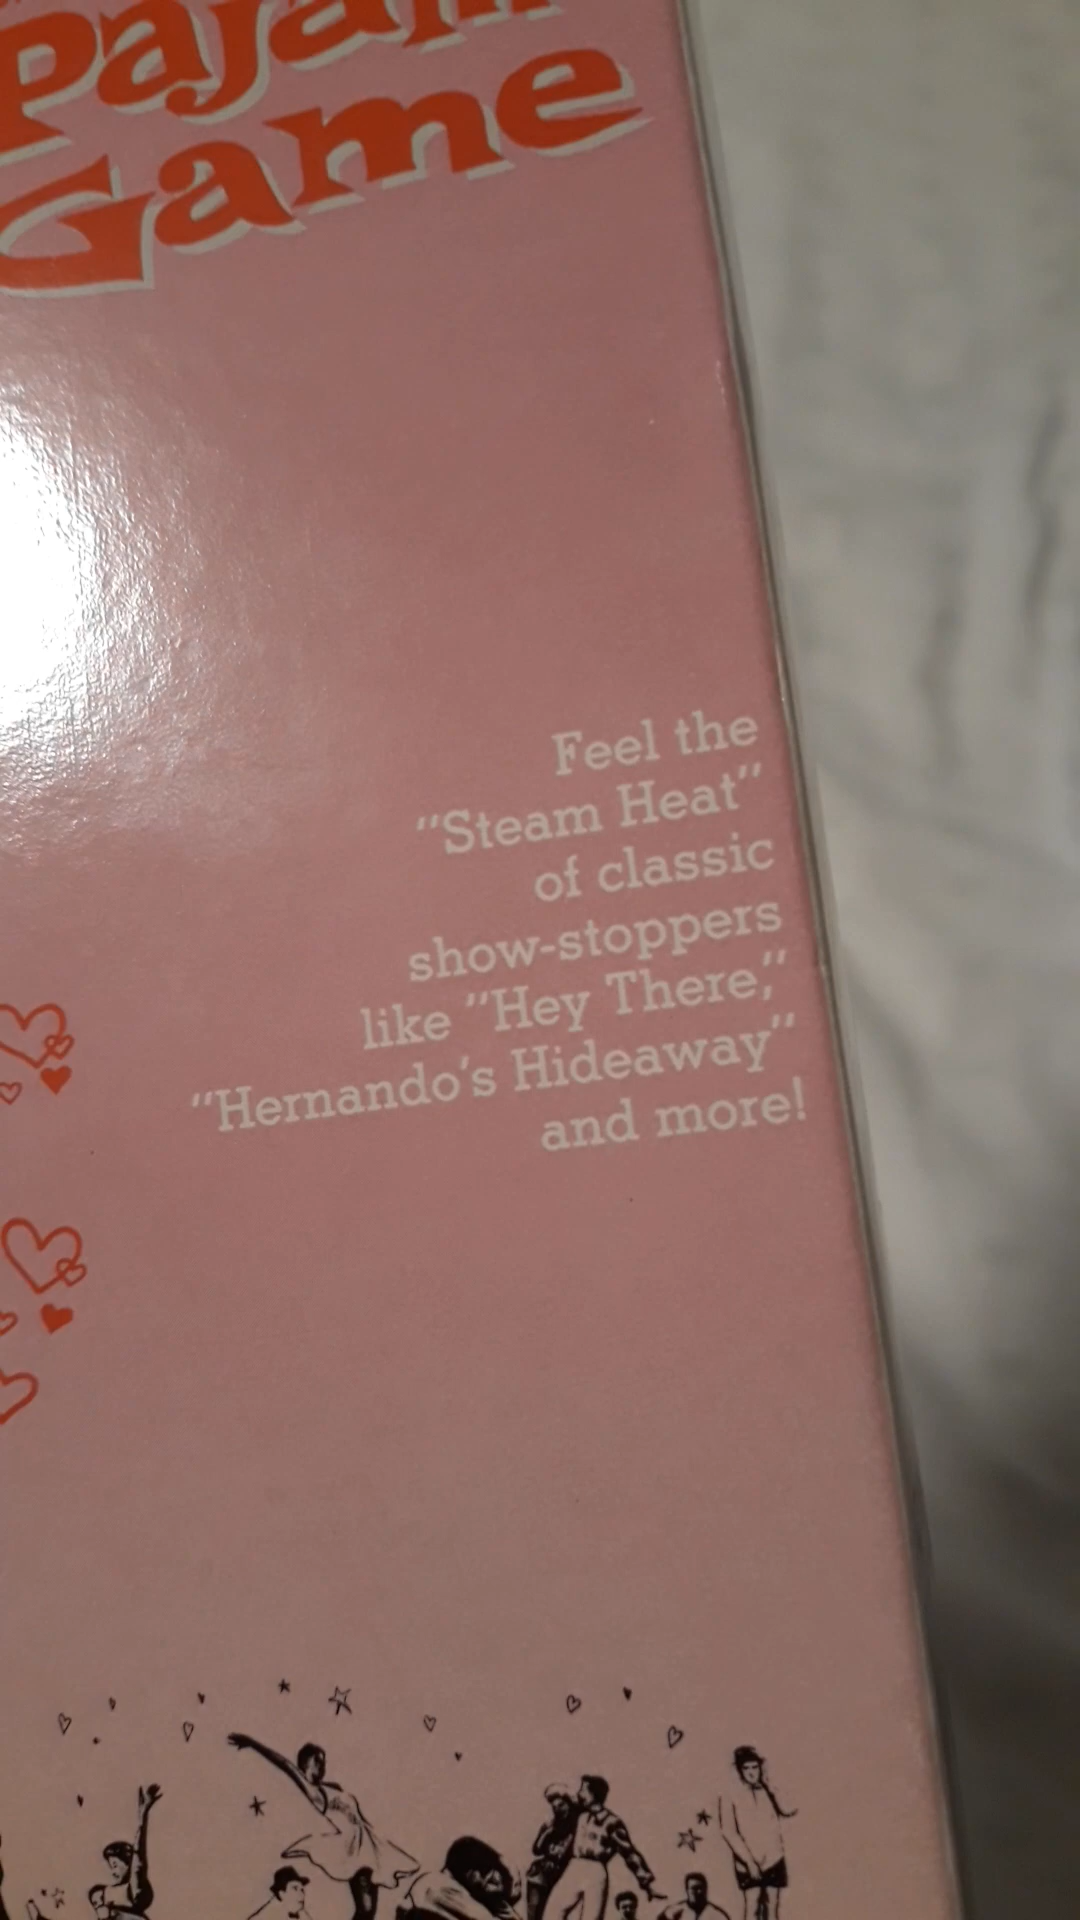 Game
Feel the
"Steam Heat"
of classic
show-stoppers
like "Hey There,"
"Hernando's Hideaway"
and more!